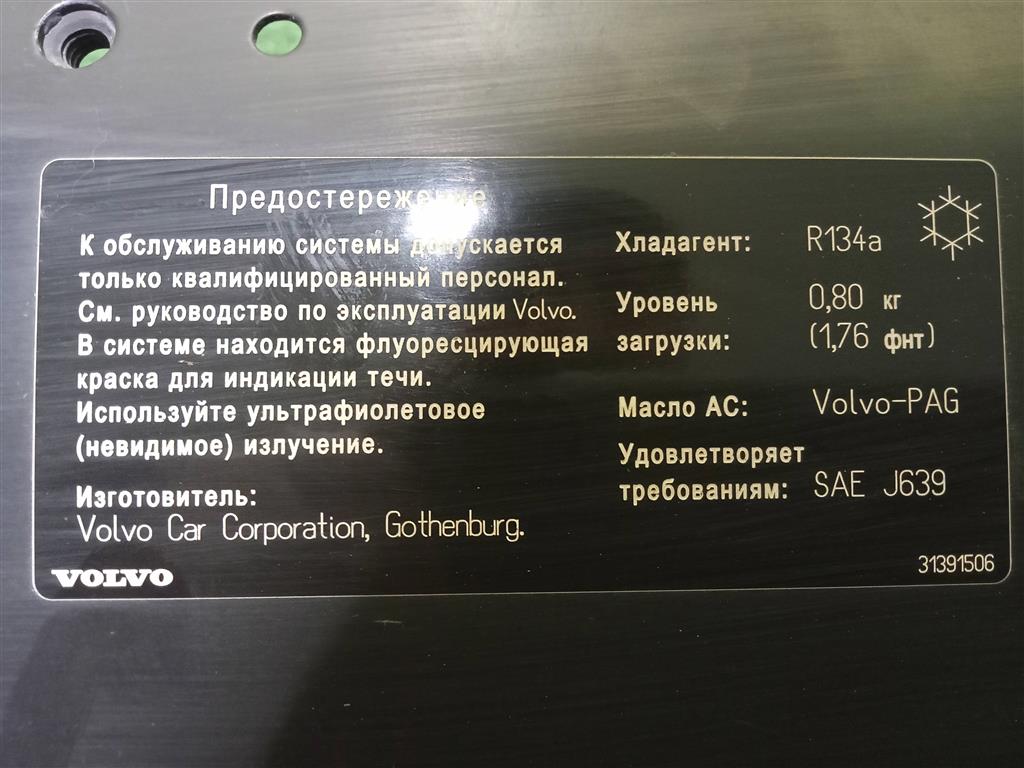 Предостережение
К обслуживанию системы допускается
только квалифицированный персонал.
См. руководство по эксплуатации Volvo.
В системе находится флуоресцирующая
краска для индикации течи.
Используйте ультрафиолетовое
(невидимое) излучение.
Изготовитель:
Volvo Car Corporation, Gothenburg.
VOLVO
Хладагент: R134a
Уровень 0,80 кг
загрузки: (1,76 фнт)
Масло AC: Volvo-PAG
Удовлетворяет
требованиям: SAE J639
31391506